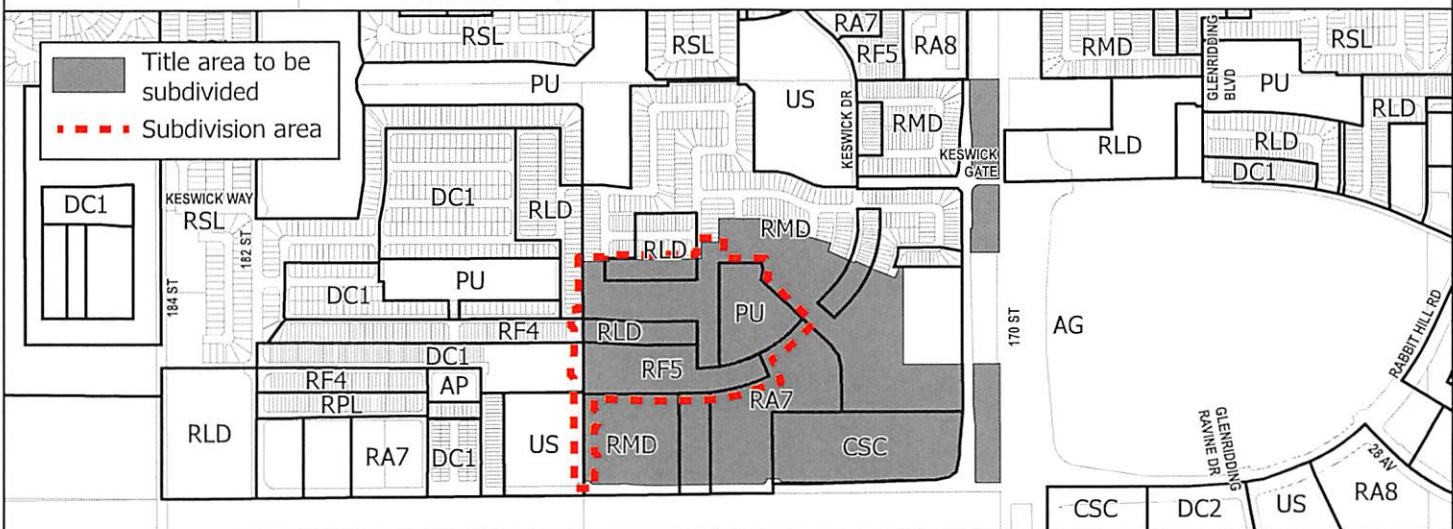 Title area to be
subdivided
Subdivision area
RSL
PU
RSL
US
RA7
RF5
RA8
RMD
GLENRIDDING
BLVD
RSL
PU
RLD
KESWICK DR
RMD
KESWICK
GATE
RLD
RLD
DC1
DC1
KESWICK WAY
RSL
182 ST
184 ST
DC1
RLD
RMD
RLD
PU
DC1
PU
RF4
RLD
DC1
RF5
RF4
AP
RPL
RA7
RLD
RA7
DC1
US
RMD
CSC
170 ST
AG
RABBIT HILL RD
GLENRIDDING
RAVINE DR
28 AV
CSC
DC2
US
RA8